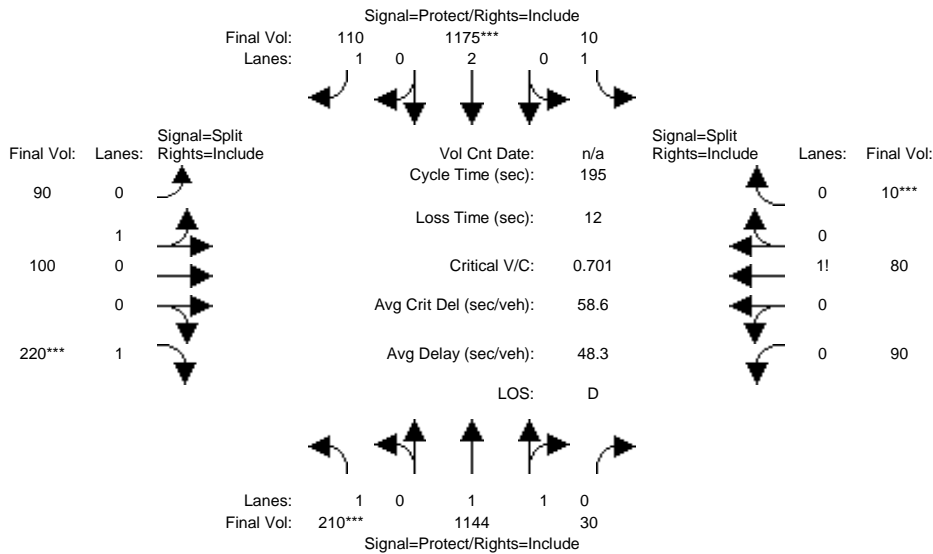 Signal=Protect/Rights=Include
Final Vol: 110 1175*** 10
Lanes: 1 0 2 0 1
Signal=Split
Final Vol: Lanes: Rights=Include
Vol Cnt Date: n/a
Signal=Split
Rights=Include Lanes: Final Vol:
Cycle Time (sec): 195
90 0
0 10***
Loss Time (sec): 12
1
0
100 0
Critical V/C: 0.701
1! 80
0
Avg Crit Del (sec/veh): 58.6
0
220*** 1
Avg Delay (sec/veh): 48.3
0 90
LOS: D
Lanes: 1 0 1 1 0
Final Vol: 210*** 1144 30
Signal=Protect/Rights=Include